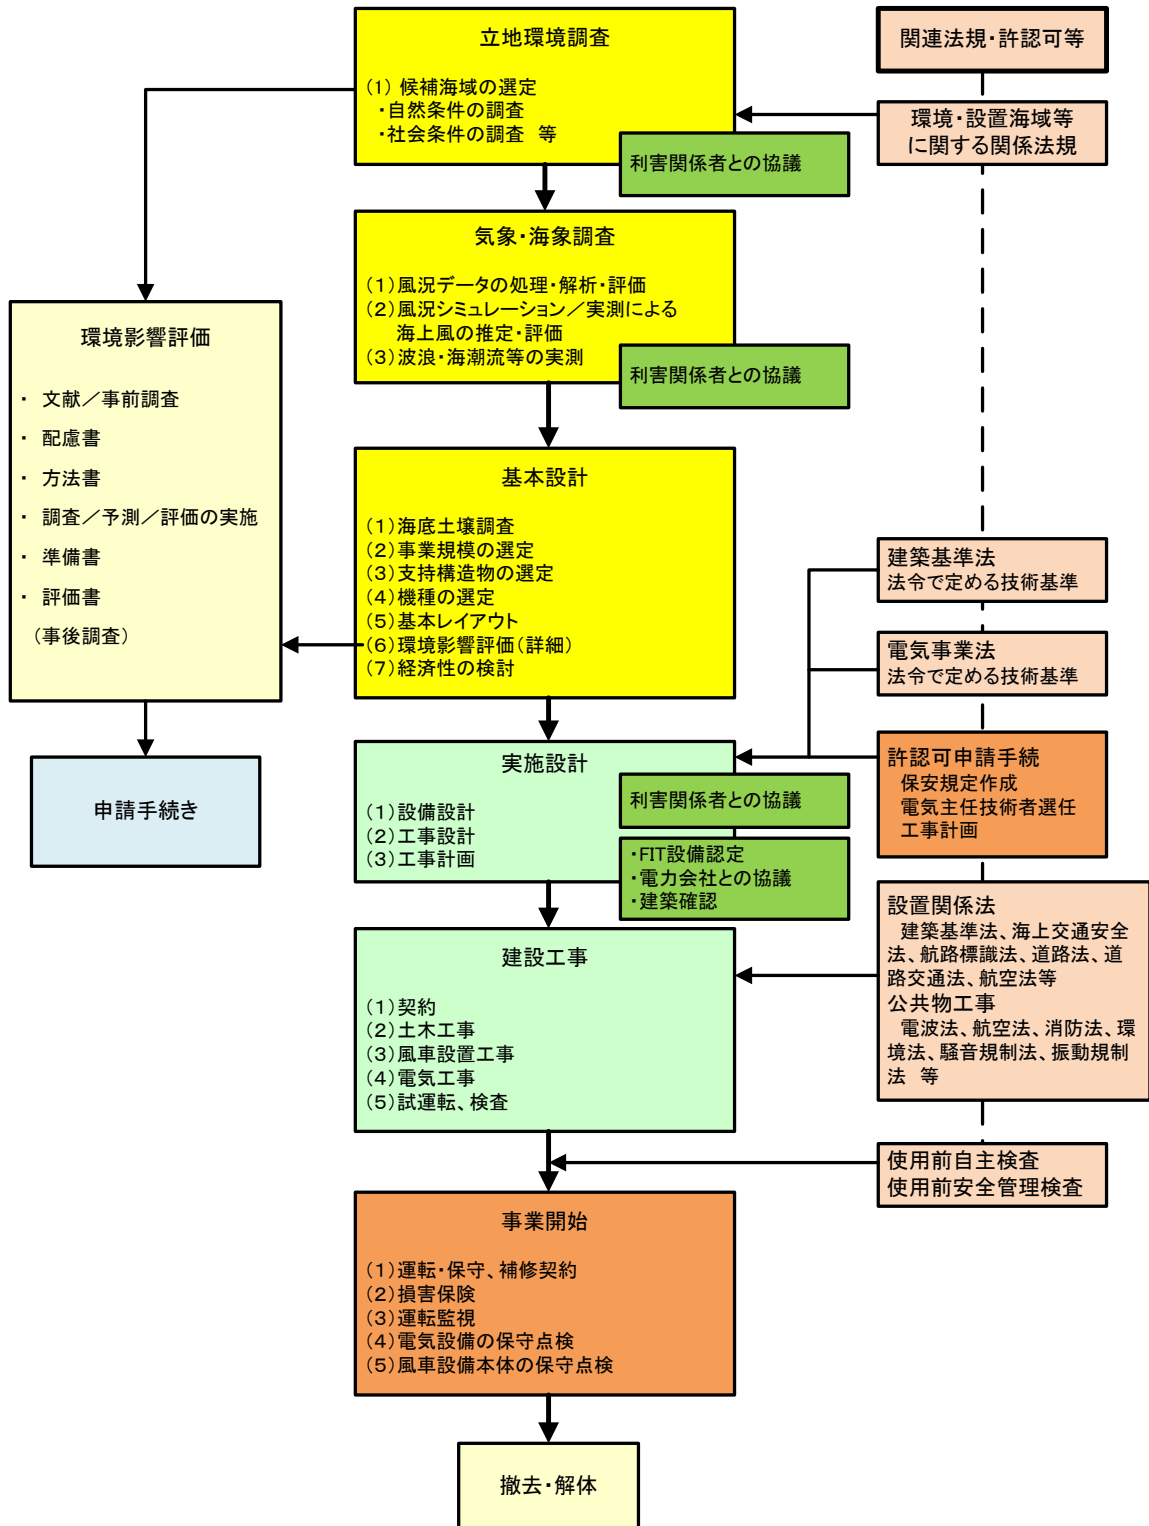 立地環境調査
(1) 候補海域の選定
・自然条件の調査
・社会条件の調査 等
利害関係者との協議
関連法規・許認可等
環境・設置海域等
に関する関係法規
気象・海象調査
(1)風況データの処理・解析・評価
(2)風況シミュレーション/実測による
海上風の推定・評価
(3)波浪・海潮流等の実測
利害関係者との協議
環境影響評価
・ 文献/事前調査
・ 配慮書
・ 方法書
・ 調査/予測/評価の実施
・ 準備書
・ 評価書
(事後調査)
基本設計
(1)海底土壌調査
(2)事業規模の選定
(3)支持構造物の選定
(4)機種の選定
(5)基本レイアウト
(6)環境影響評価(詳細)
(7)経済性の検討
建築基準法
法令で定める技術基準
電気事業法
法令で定める技術基準
申請手続き
実施設計
(1)設備設計
(2)工事設計
(3)工事計画
利害関係者との協議
・FIT設備認定
・電力会社との協議
・建築確認
許認可申請手続
保安規定作成
電気主任技術者選任
工事計画
設置関係法
建築基準法、海上交通安全
法、航路標識法、道路法、道
路交通法、航空法等
公共物工事
電波法、航空法、消防法、環
境法、騒音規制法、振動規制
法 等
建設工事
(1)契約
(2)土木工事
(3)風車設置工事
(4)電気工事
(5)試運転、検査
使用前自主検査
使用前安全管理検査
事業開始
(1)運転・保守、補修契約
(2)損害保険
(3)運転監視
(4)電気設備の保守点検
(5)風車設備本体の保守点検
撤去・解体